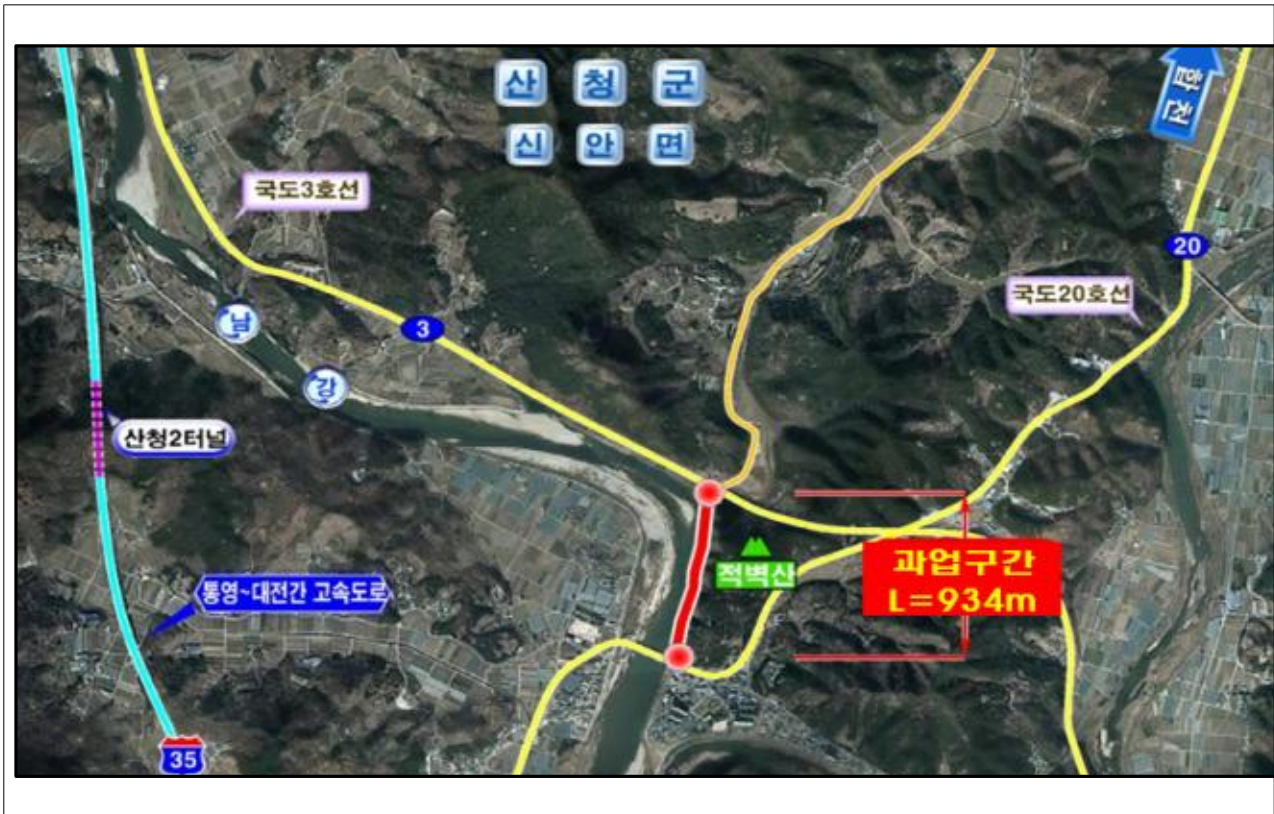 산청군
신안면
합천
국도3호선
20
국도20호선
남
강
3
산청2터널
적벽산
과업구간
L=934m
통영~대전간 고속도로
35